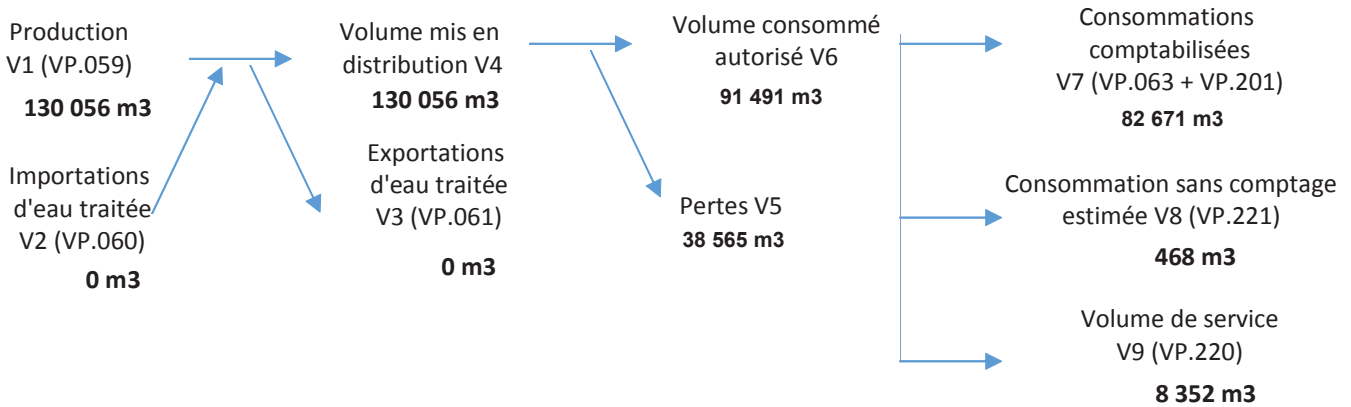 Production
V1 (VP.059)
130 056 m3
Importations
d'eau traitée
V2 (VP.060)
0 m3
Volume mis en
distribution V4
130 056 m3
Exportations
d'eau traitée
V3 (VP.061)
0 m3
Volume consommé
autorisé V6
91 491 m3
Pertes V5
38 565 m3
Consommations
comptabilisées
V7 (VP.063 + VP.201)
82 671 m3
Consommation sans comptage
estimée V8 (VP.221)
468 m3
Volume de service
V9 (VP.220)
8 352 m3